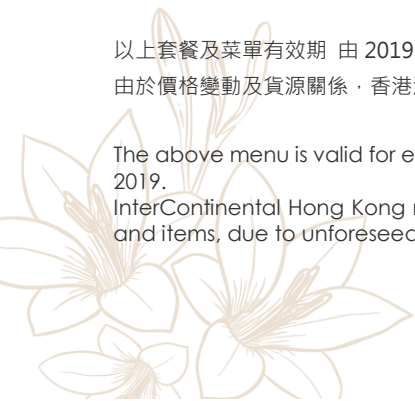 以上套餐及菜單有效期 由 2019
由於價格變動及貨源關係，香港
The above menu is valid for e
2019.
InterContinental Hong Kong r
and items, due to unforeseed